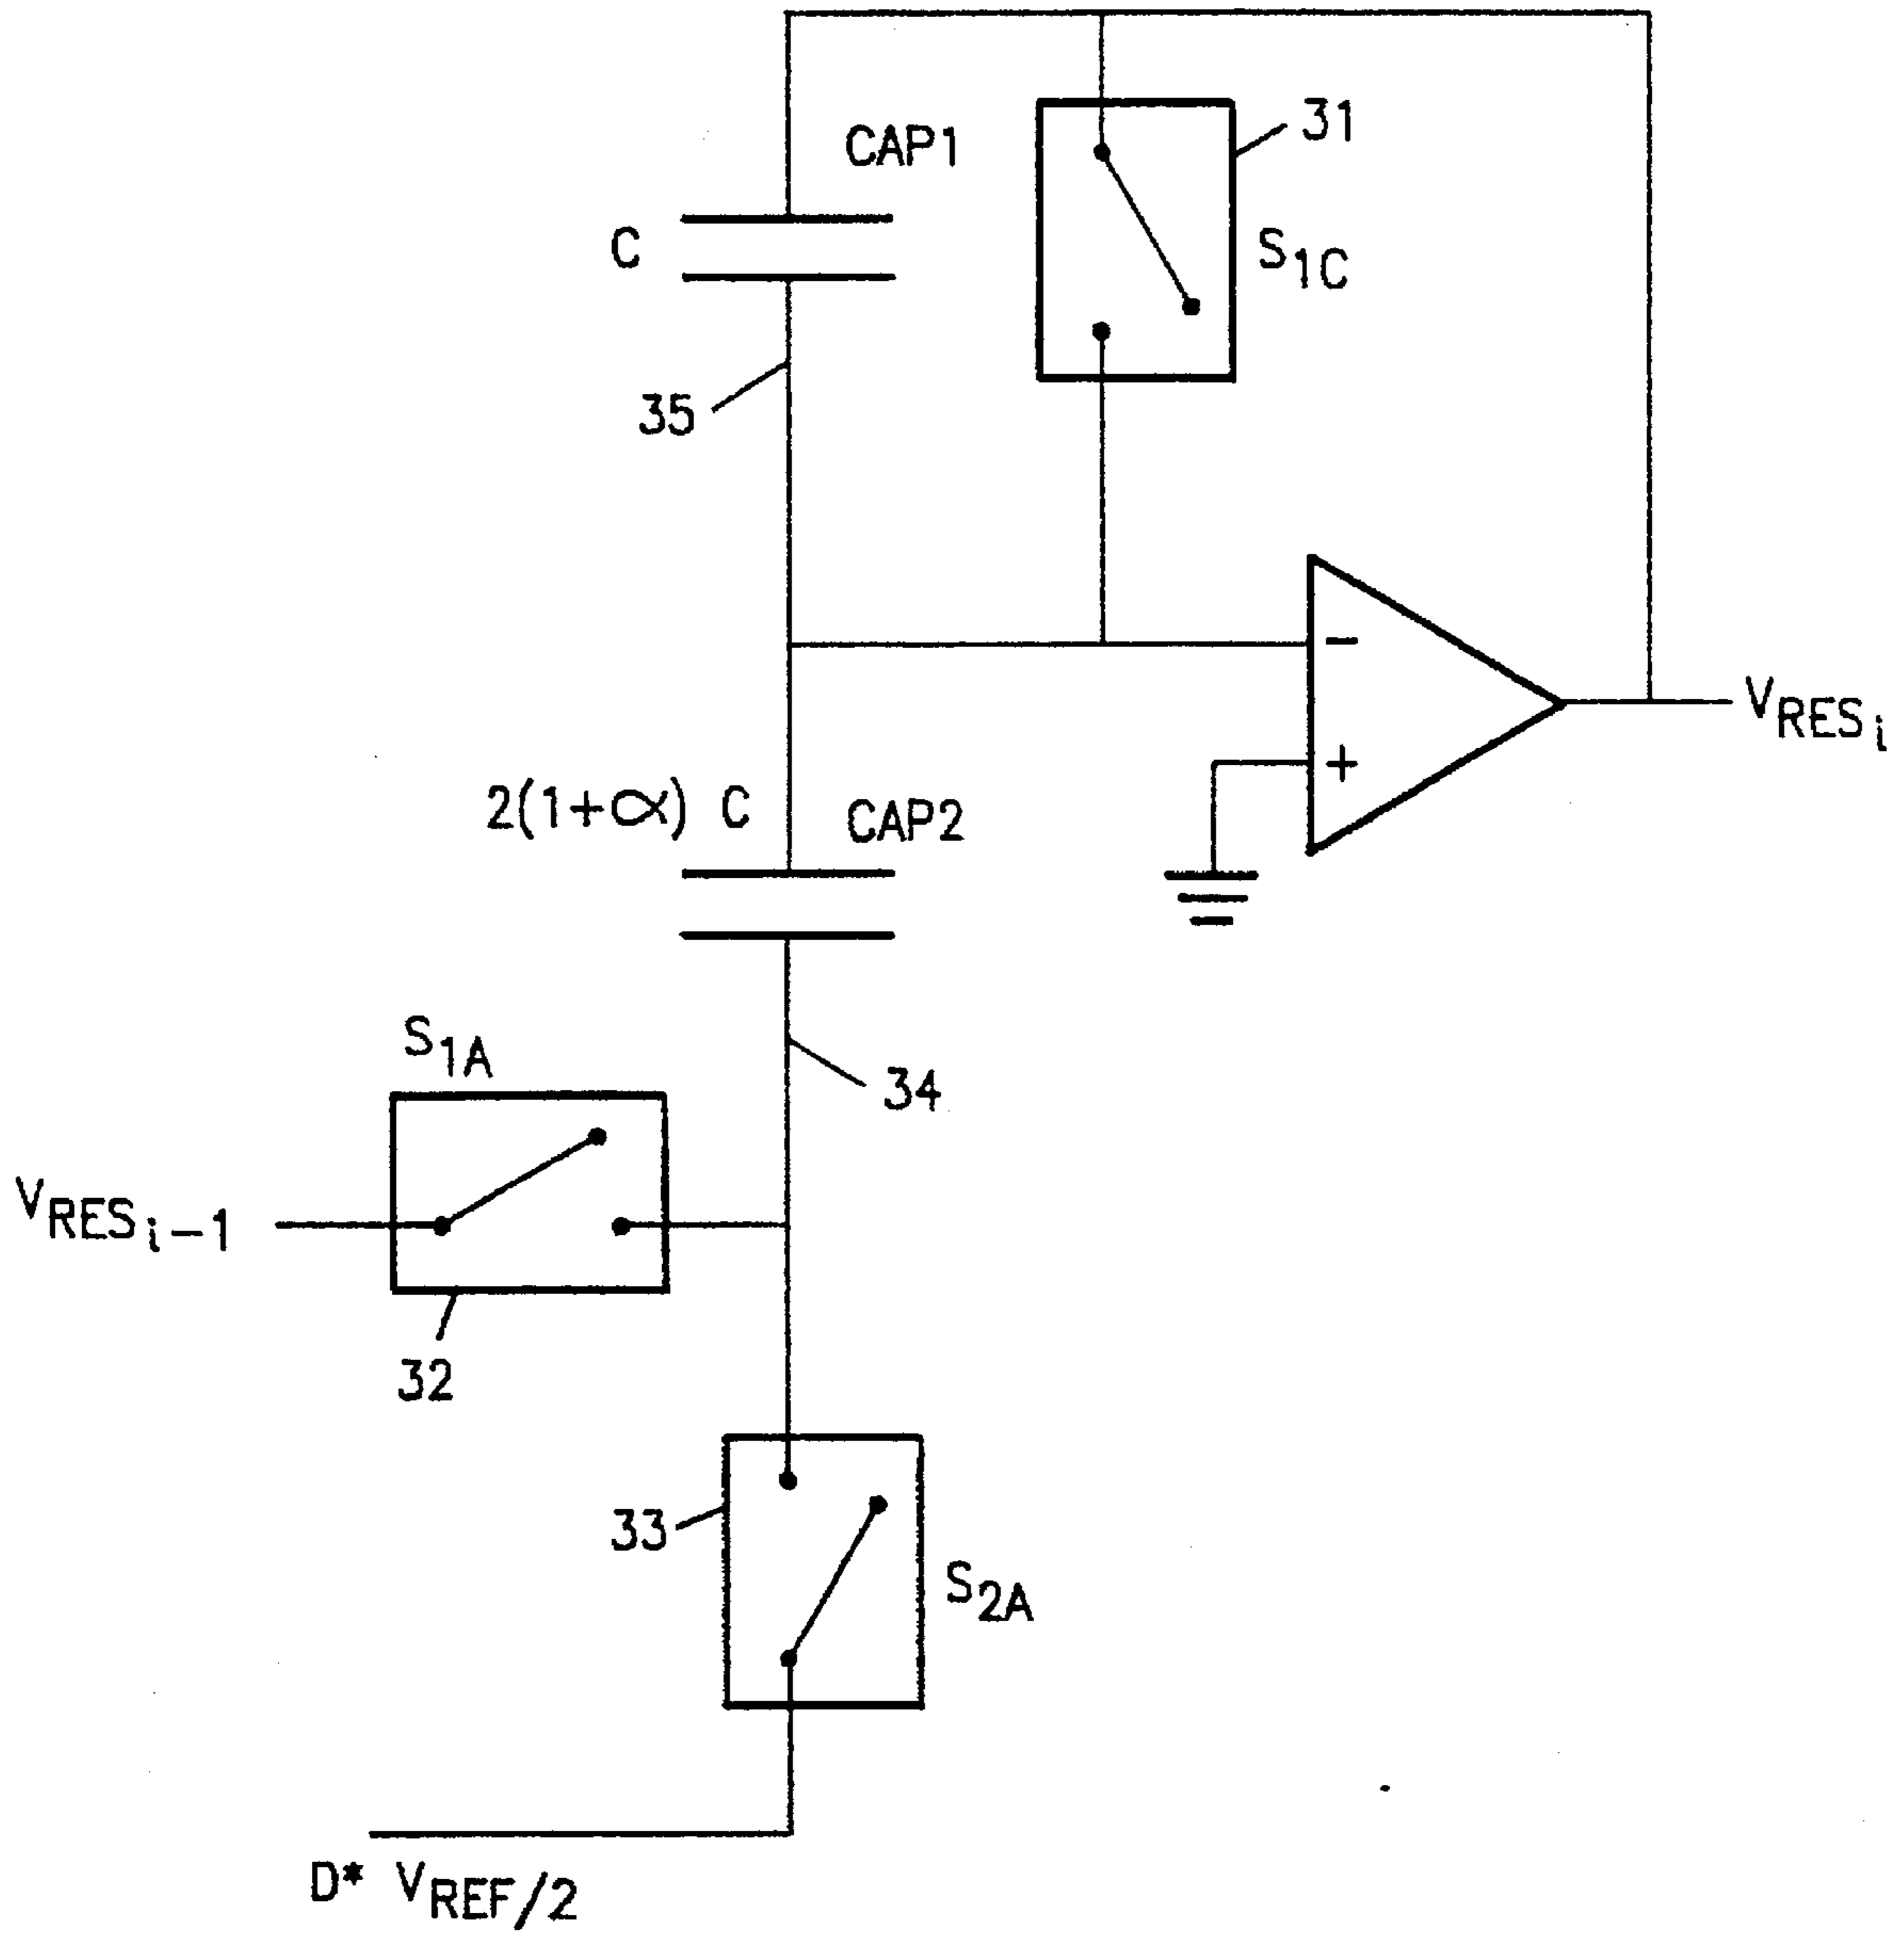 CAP1
31
C
S1C
35
−
VRESi
+
2(1+α) C
CAP2
S1A
34
VRESi−1
32
33
S2A
D* VREF/2